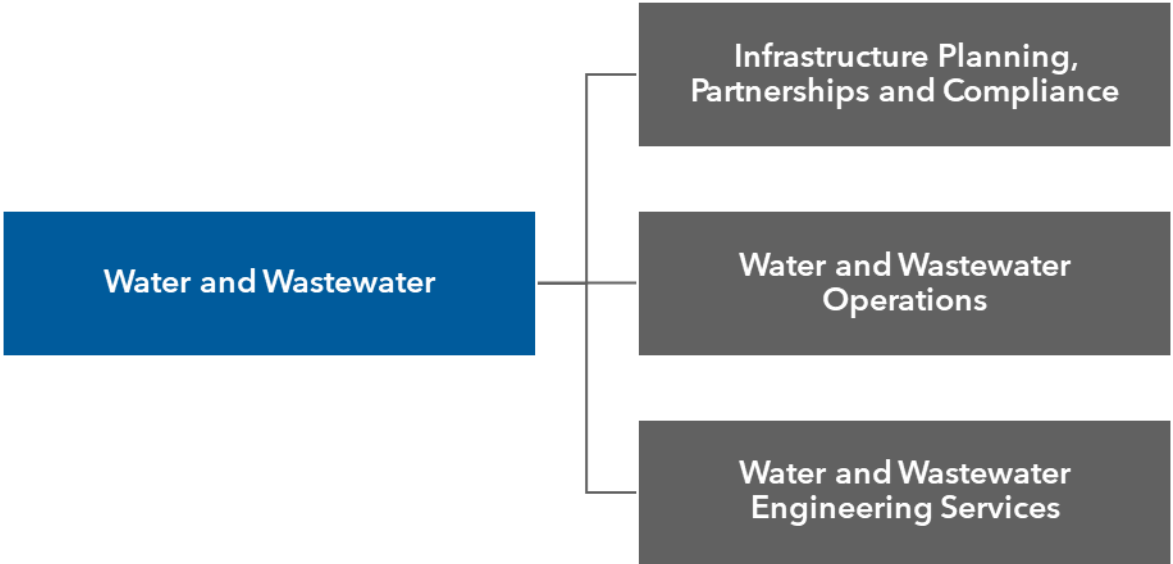 Infrastructure Planning,
Partnerships and Compliance
Water and Wastewater
Water and Wastewater
Operations
Water and Wastewater
Engineering Services